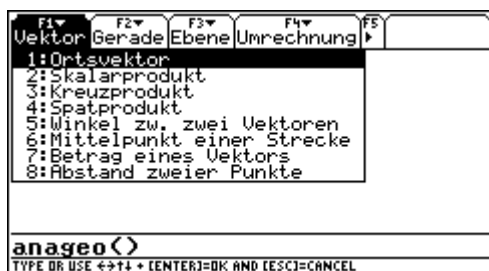 F1▾ F2▾ F3▾ F4▾ F5
Vektor Gerade Ebene Umrechnung ▸
1:Ortsvektor
2:Skalarprodukt
3:Kreuzprodukt
4:Spatprodukt
5:Winkel zw. zwei Vektoren
6:Mittelpunkt einer Strecke
7:Betrag eines Vektors
8:Abstand zweier Punkte
anageo()
TYPE OR USE ←→↑↓ + [ENTER]=OK AND [ESC]=CANCEL